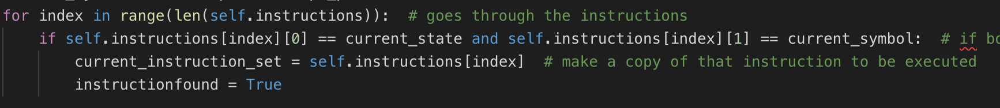 for index in range(len(self.instructions)):  # goes through the instructions
    if self.instructions[index][0] == current_state and self.instructions[index][1] == current_symbol:  # if
        current_instruction_set = self.instructions[index]  # make a copy of that instruction to be executed
        instructionfound = True